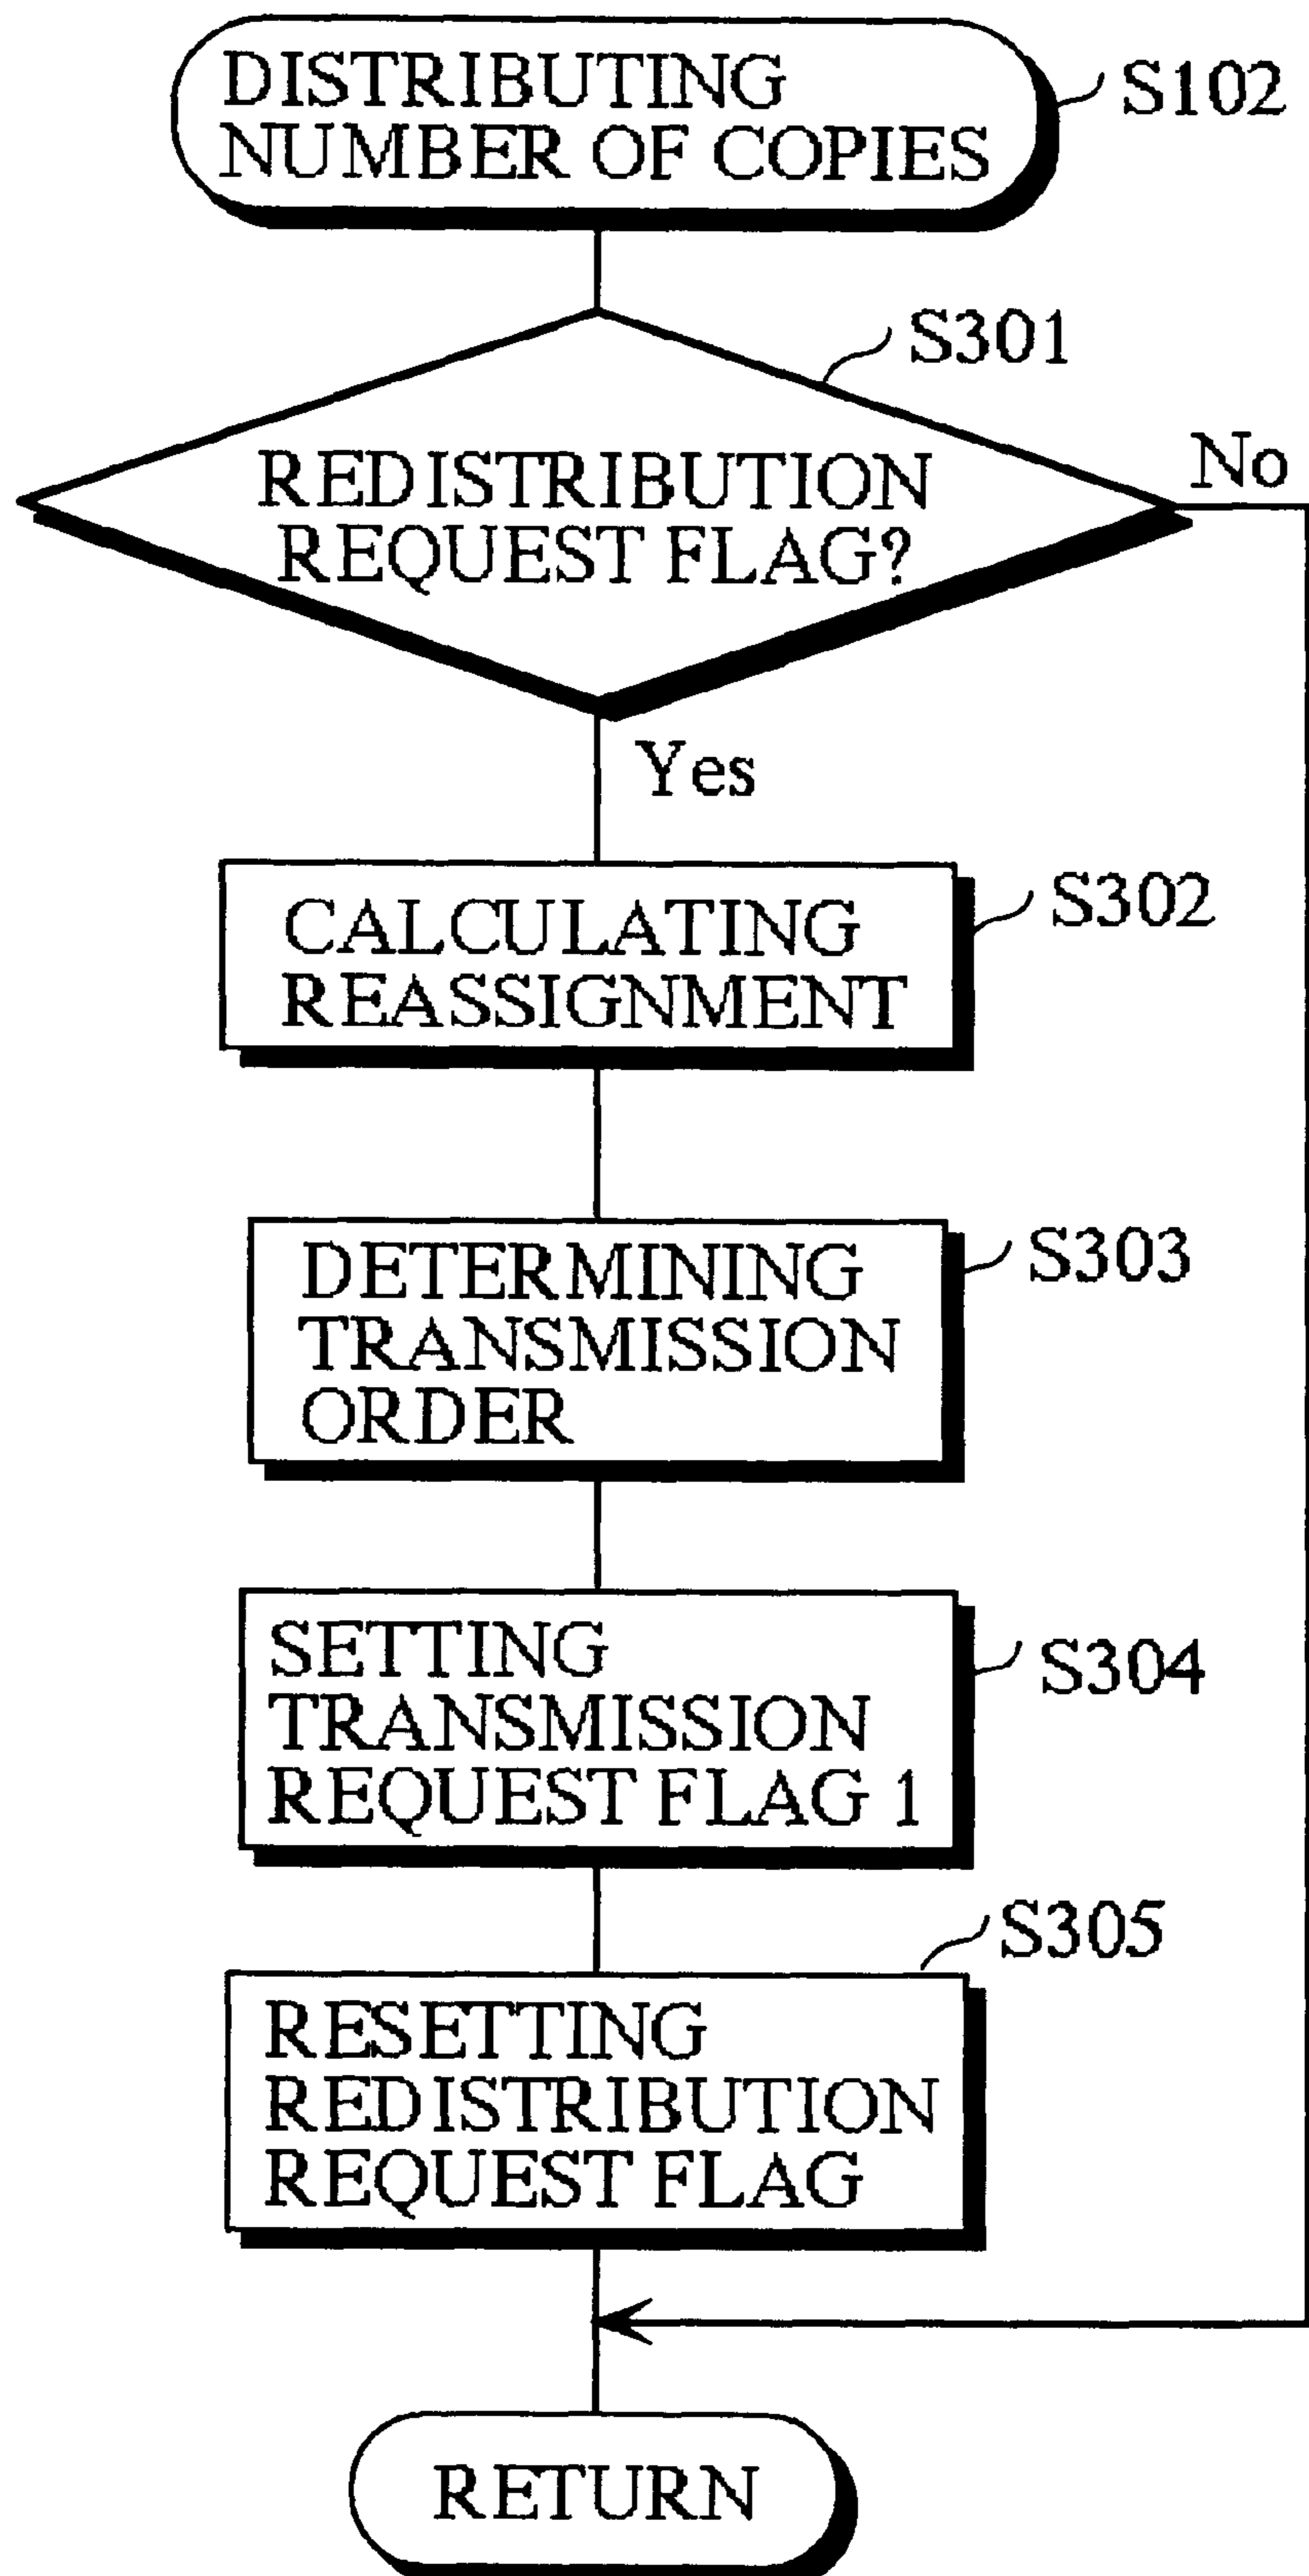 DISTRIBUTING
NUMBER OF COPIES
S102
S301
REDISTRIBUTION
REQUEST FLAG?
No
Yes
CALCULATING
REASSIGNMENT
S302
DETERMINING
TRANSMISSION
ORDER
S303
SETTING
TRANSMISSION
REQUEST FLAG 1
S304
S305
RESETTING
REDISTRIBUTION
REQUEST FLAG
RETURN